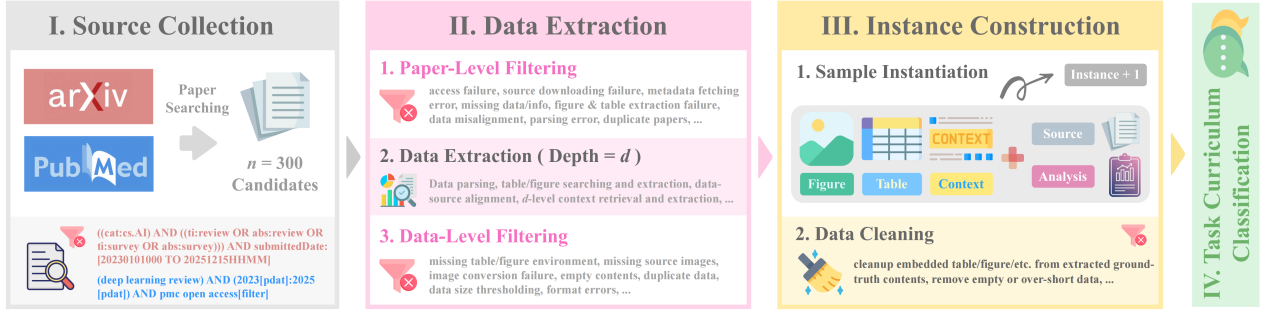 I. Source Collection
arXiv
PubMed
Paper
Searching
n = 300
Candidates
((cat:cs.AI) AND ((ti:review OR abs:review OR
ti:survey OR abs:survey))) AND submittedDate:
[20230101000 TO 20251215HHMM]
(deep learning review) AND (2023[pdat]:2025
[pdat]) AND pmc open access[filter]
II. Data Extraction
1. Paper-Level Filtering
access failure, source downloading failure, metadata fetching
error, missing data/info, figure & table extraction failure,
data misalignment, parsing error, duplicate papers, ...
2. Data Extraction ( Depth = d )
Data parsing, table/figure searching and extraction, data-
source alignment, d-level context retrieval and extraction, ...
3. Data-Level Filtering
missing table/figure environment, missing source images,
image conversion failure, empty contents, duplicate data,
data size thresholding, format errors, ...
III. Instance Construction
1. Sample Instantiation
Instance + 1
CONTEXT
Figure
Table
Context
Source
Analysis
2. Data Cleaning
cleanup embedded table/figure/etc. from extracted ground-
truth contents, remove empty or over-short data, ...
IV. Task Curriculum
Classification